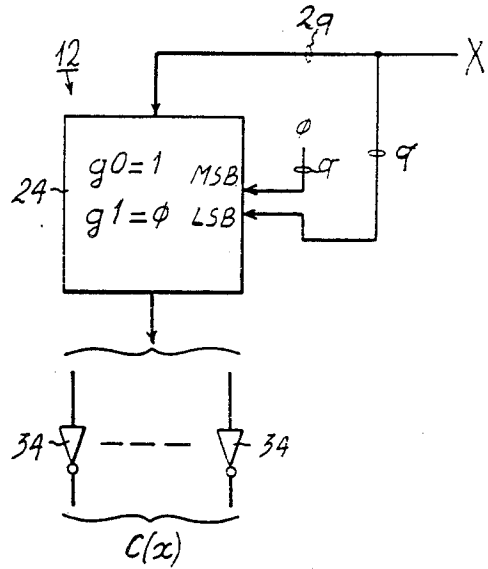 2q
12
X
ϕ
q
q
g0=1
MSB
24
g1=ϕ
LSB
34
34
C(x)